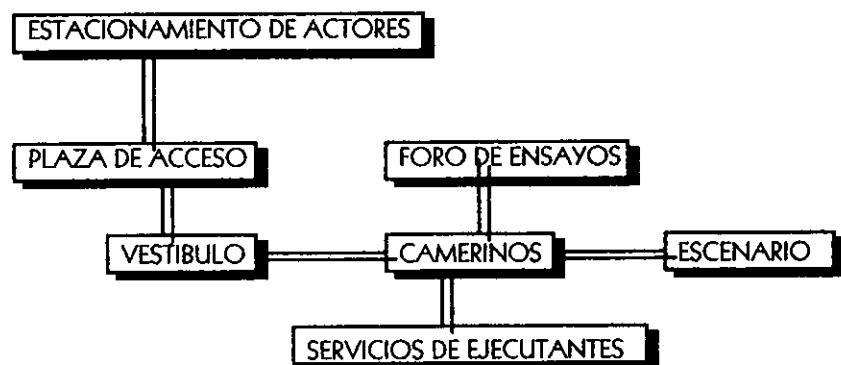 ESTACIONAMIENTO DE ACTORES
PLAZA DE ACCESO
FORO DE ENSAYOS
VESTIBULO
CAMERINOS
ESCENARIO
SERVICIOS DE EJECUTANTES